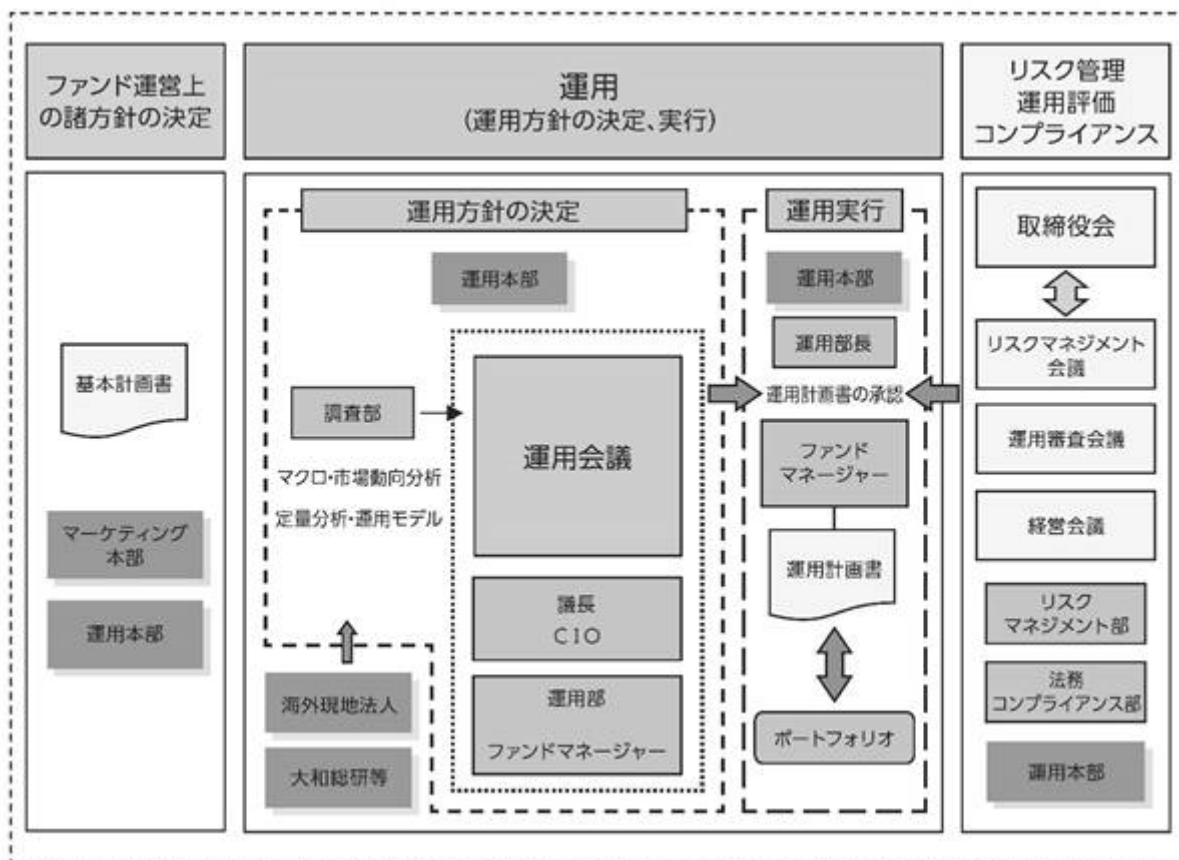 ファンド運営上
の諸方針の決定
基本計画書
マーケティング
本部
運用本部
運用
(運用方針の決定、実行)
運用方針の決定
運用本部
調査部
マクロ・市場動向分析
定量分析・運用モデル
運用会議
議長
CIO
運用部
ファンドマネージャー
海外現地法人
大和総研等
運用実行
運用本部
運用部長
運用計画書の承認
ファンド
マネージャー
運用計画書
ポートフォリオ
リスク管理
運用評価
コンプライアンス
取締役会
リスクマネジメント
会議
運用審査会議
経営会議
リスク
マネジメント部
法務
コンプライアンス部
運用本部